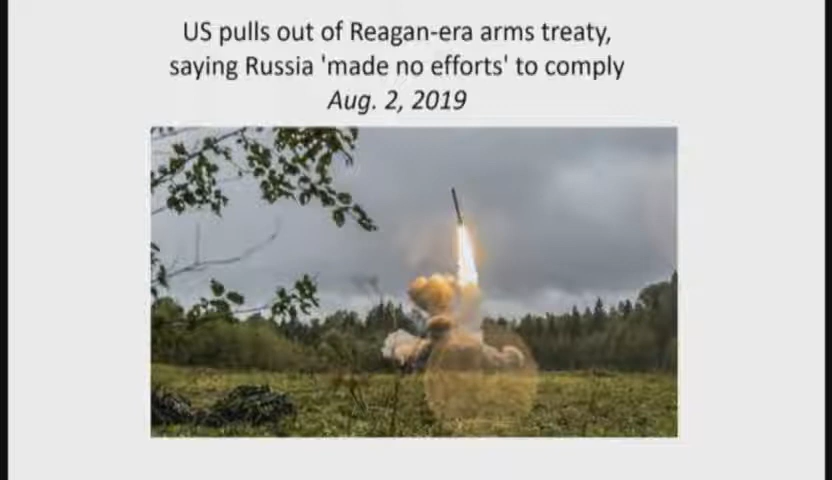 US pulls out of Reagan-era arms treaty,
saying Russia 'made no efforts' to comply
Aug. 2, 2019